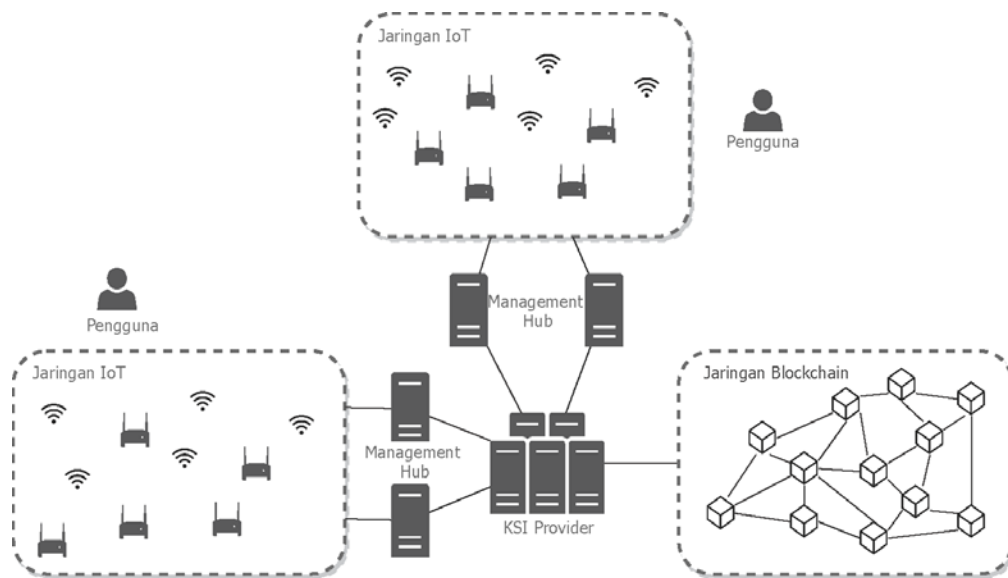 Jaringan IoT
Pengguna
Management
Hub
Pengguna
Jaringan IoT
Jaringan Blockchain
Management
Hub
KSI Provider